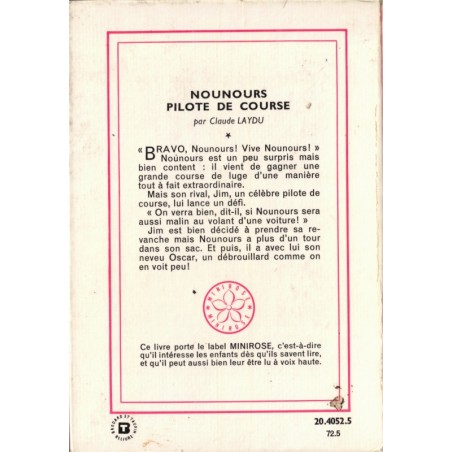 NOUNOURS
PILOTE DE COURSE
par Claude LAYDU
★
« BRAVO, Nounours! Vive Nounours! »
Nounours est un peu surpris mais
bien content : il vient de gagner une
grande course de luge d'une manière
tout à fait extraordinaire.
Mais son rival, Jim, un célèbre pilote de
course, lui lance un défi.
« On verra bien, dit-il, si Nounours sera
aussi malin au volant d'une voiture! »
Jim est bien décidé à prendre sa re-
vanche mais Nounours a plus d'un tour
dans son sac. Et puis, il a avec lui son
neveu Oscar, un débrouillard comme on
en voit peu!
MINIROSE
MINIROSE
Ce livre porte le label MINIROSE, c'est-à-dire
qu'il intéresse les enfants dès qu'ils savent lire,
et qu'il peut aussi bien leur être lu à voix haute.
BRODARD ET TAUPIN
RELIURE
20.4052.5
72.5